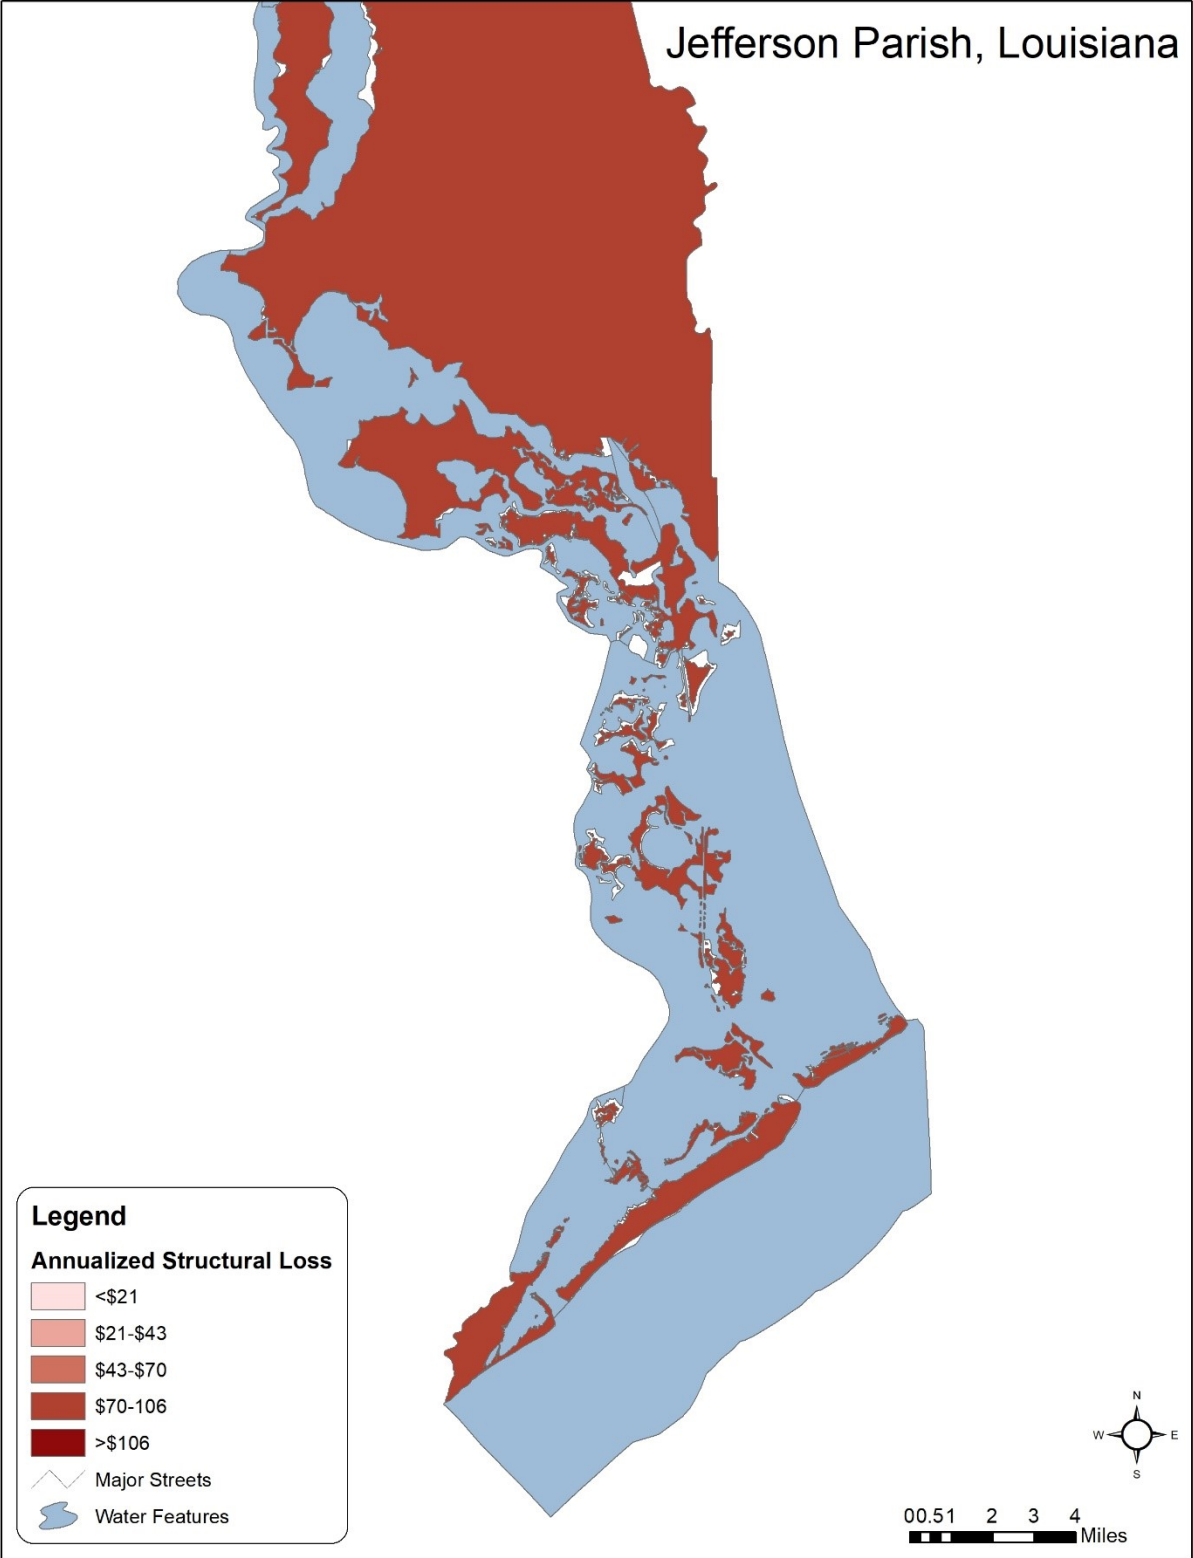 Jefferson Parish, Louisiana
Legend
Annualized Structural Loss
<$21
$21-$43
$43-$70
$70-106
>$106
Major Streets
Water Features
N
W E
S
00.51 2 3 4
Miles